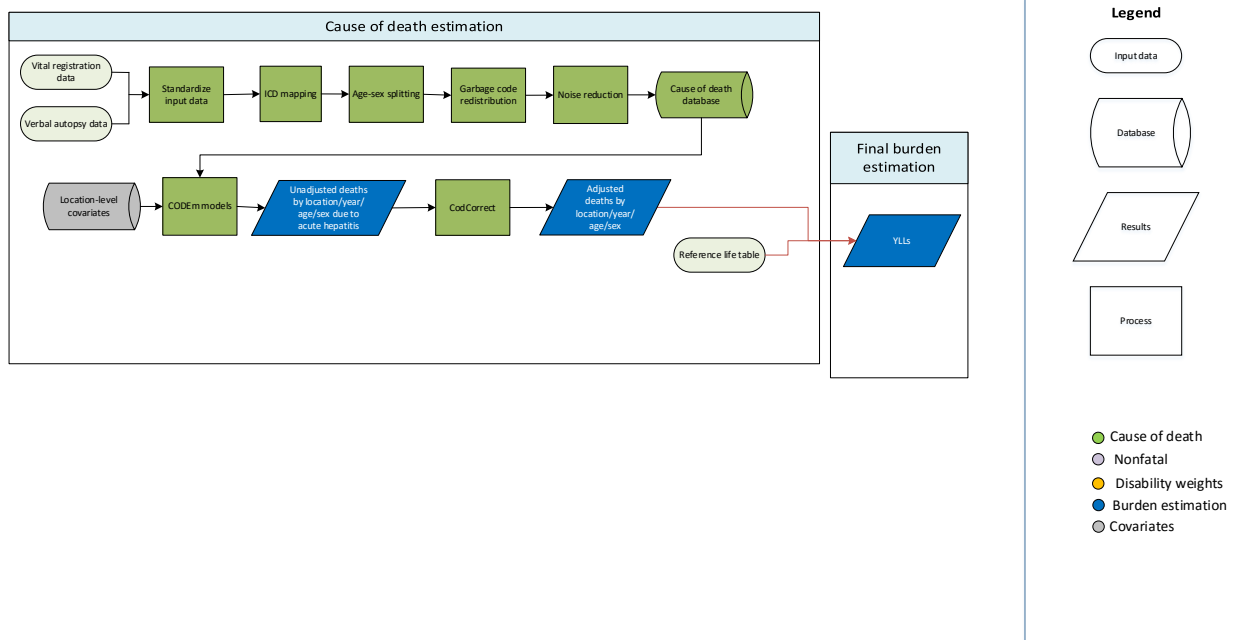 Cause of death estimation
Vital registration
data
Verbal autopsy data
Standardize
input data
ICD mapping
Age-sex splitting
Garbage code
redistribution
Noise reduction
Cause of death
database
Location-level
covariates
CODEm models
Unadjusted deaths
by location/year/
age/sex due to
acute hepatitis
CodCorrect
Adjusted
deaths by
location/year/
age/sex
Reference life table
Final burden
estimation
YLLs
Legend
Input data
Database
Results
Process
Cause of death
Nonfatal
Disability weights
Burden estimation
Covariates